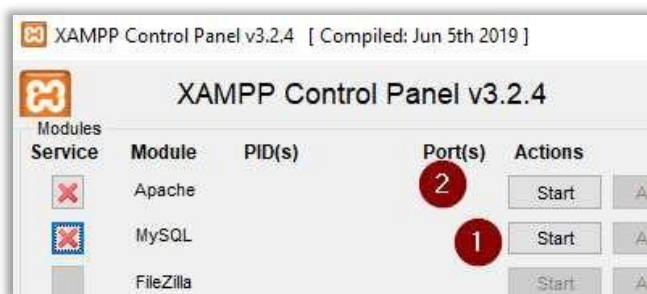 XAMPP Control Panel v3.2.4 [ Compiled: Jun 5th 2019 ]
XAMPP Control Panel v3.2.4
Modules
Service Module PID(s) Port(s) Actions
Apache 2 Start A
MySQL 1 Start A
FileZilla Start A